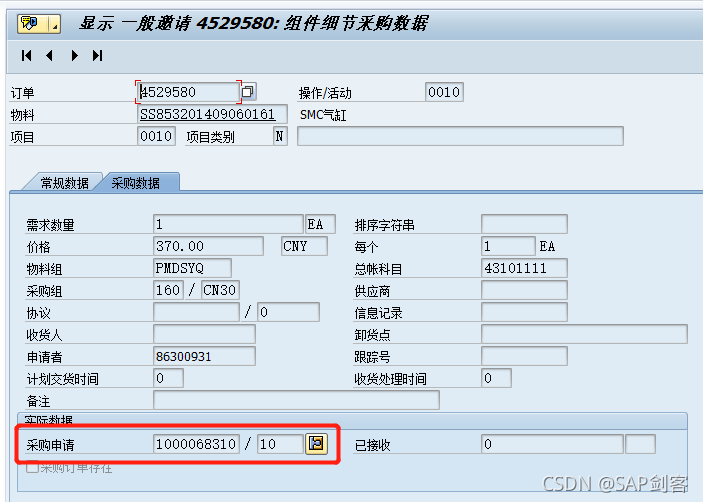 显示 一般邀请 4529580: 组件细节采购数据
订单 4529580 操作/活动 0010
物料 SS853201409060161 SMC气缸
项目 0010 项目类别 N
常规数据 采购数据
需求数量 1 EA 排序字符串
价格 370.00 CNY 每个 1 EA
物料组 PMDSYQ 总帐科目 43101111
采购组 160 / CN30 供应商
协议 / 0 信息记录
收货人 卸货点
申请者 86300931 跟踪号
计划交货时间 0 收货处理时间 0
备注
实际数据
采购申请 1000068310 / 10 已接收 0
采购订单存在
CSDN @SAP剑客